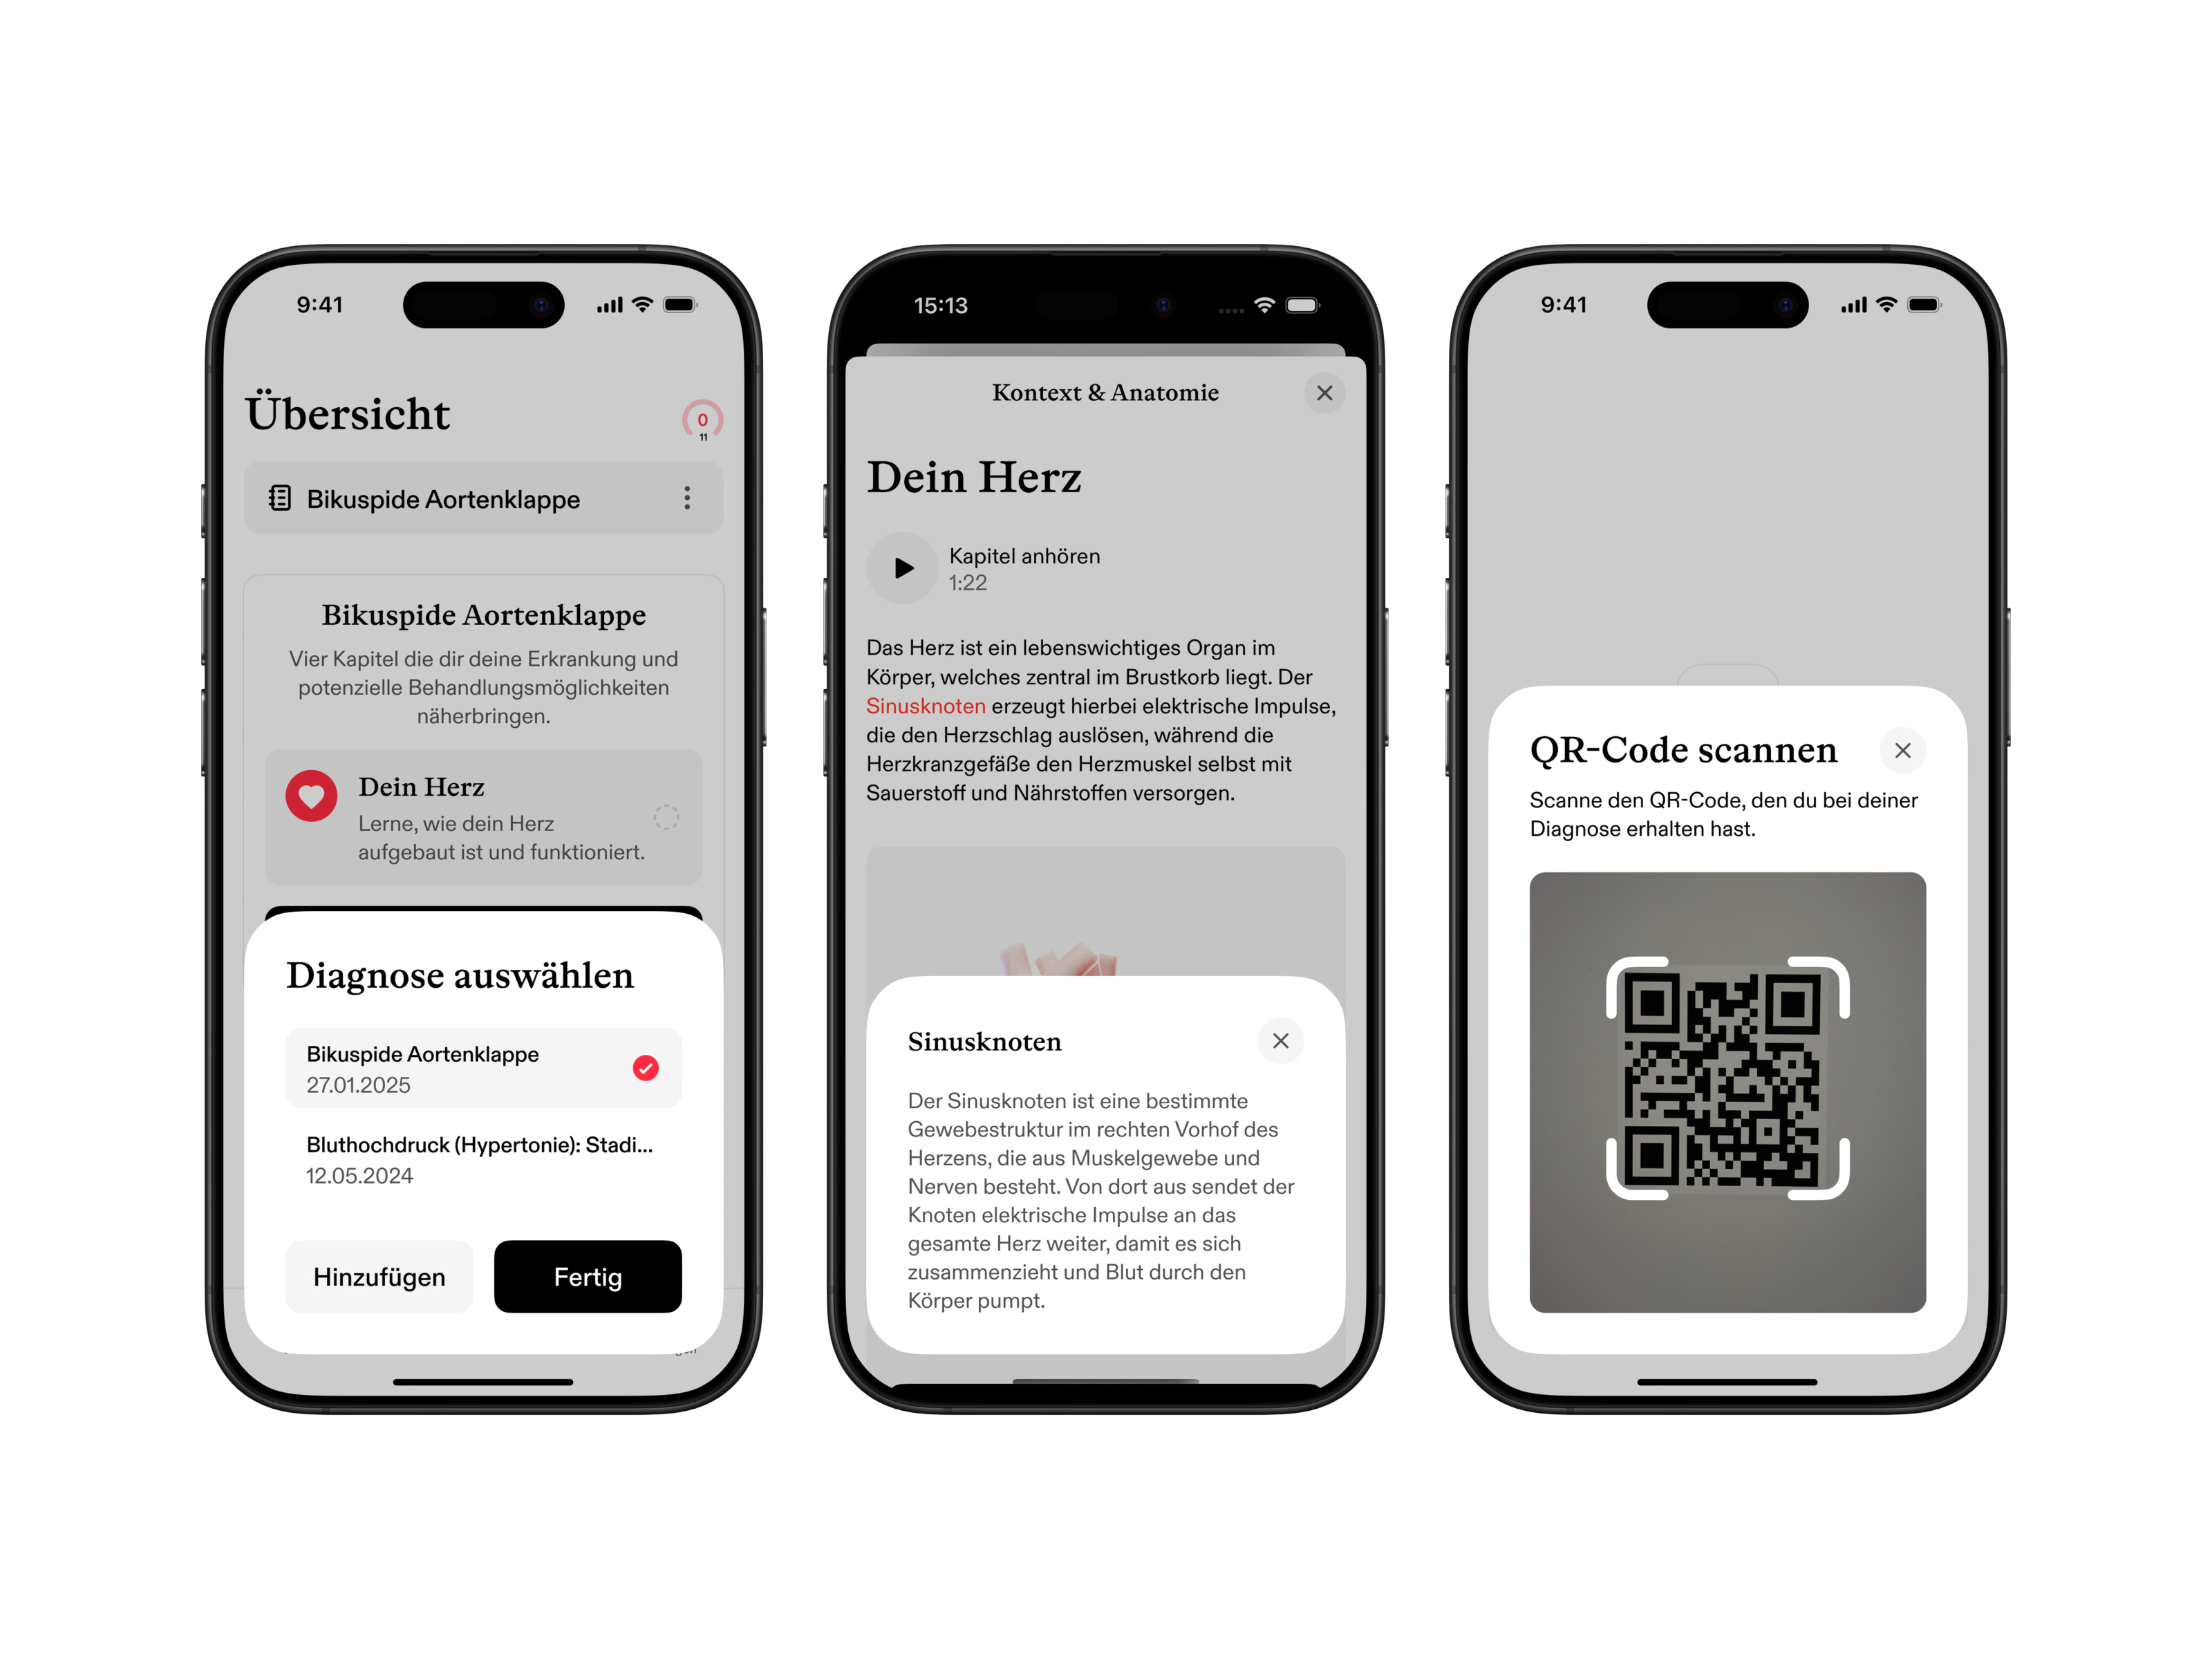 9:41
Übersicht
0
11
Bikuspide Aortenklappe
Bikuspide Aortenklappe
Vier Kapitel die dir deine Erkrankung und
potenzielle Behandlungsmöglichkeiten
näherbringen.
Dein Herz
Lerne, wie dein Herz
aufgebaut ist und funktioniert.
Diagnose auswählen
Bikuspide Aortenklappe
27.01.2025
Bluthochdruck (Hypertonie): Stadi...
12.05.2024
Hinzufügen
Fertig
15:13
Kontext & Anatomie
Dein Herz
Kapitel anhören
1:22
Das Herz ist ein lebenswichtiges Organ im
Körper, welches zentral im Brustkorb liegt. Der
Sinusknoten erzeugt hierbei elektrische Impulse,
die den Herzschlag auslösen, während die
Herzkranzgefäße den Herzmuskel selbst mit
Sauerstoff und Nährstoffen versorgen.
Sinusknoten
Der Sinusknoten ist eine bestimmte
Gewebestruktur im rechten Vorhof des
Herzens, die aus Muskelgewebe und
Nerven besteht. Von dort aus sendet der
Knoten elektrische Impulse an das
gesamte Herz weiter, damit es sich
zusammenzieht und Blut durch den
Körper pumpt.
9:41
QR-Code scannen
Scanne den QR-Code, den du bei deiner
Diagnose erhalten hast.